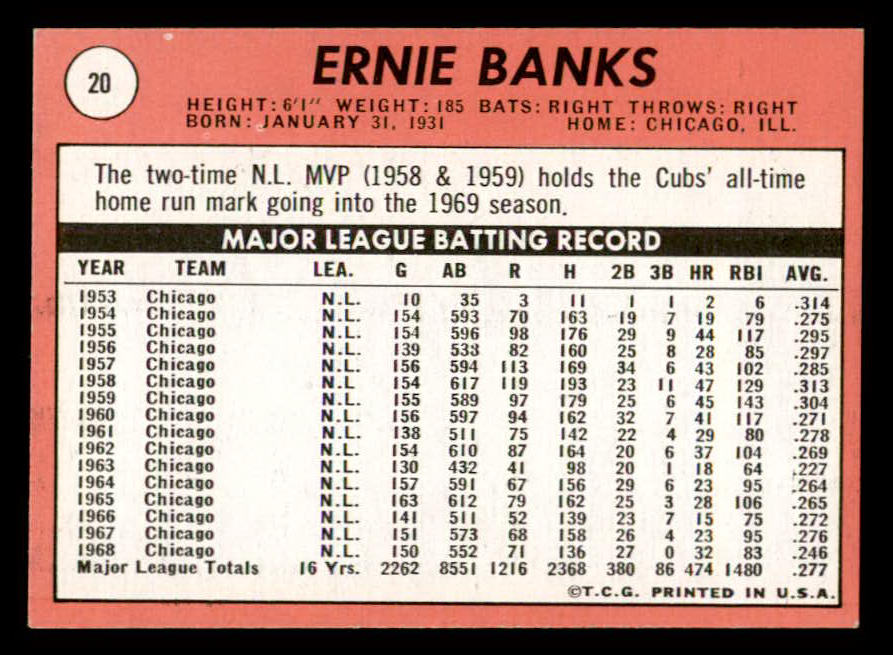 20
ERNIE BANKS
HEIGHT: 6'1" WEIGHT: 185 BATS: RIGHT THROWS: RIGHT
BORN: JANUARY 31, 1931 HOME: CHICAGO, ILL.
The two-time N.L. MVP (1958 & 1959) holds the Cubs' all-time
home run mark going into the 1969 season.
MAJOR LEAGUE BATTING RECORD
YEAR TEAM LEA. G AB R H 2B 3B HR RBI AVG.
1953 Chicago N.L. 10 35 3 11 1 1 2 6 .314
1954 Chicago N.L. 154 593 70 163 19 7 19 79 .275
1955 Chicago N.L. 154 596 98 176 29 9 44 117 .295
1956 Chicago N.L. 139 533 82 160 25 8 28 85 .297
1957 Chicago N.L. 156 594 113 169 34 6 43 102 .285
1958 Chicago N.L. 154 617 119 193 23 11 47 129 .313
1959 Chicago N.L. 155 589 97 179 25 6 45 143 .304
1960 Chicago N.L. 156 597 94 162 32 7 41 117 .271
1961 Chicago N.L. 138 511 75 142 22 4 29 80 .278
1962 Chicago N.L. 154 610 87 164 20 6 37 104 .269
1963 Chicago N.L. 130 432 41 98 20 1 18 64 .227
1964 Chicago N.L. 157 591 67 156 29 6 23 95 .264
1965 Chicago N.L. 163 612 79 162 25 3 28 106 .265
1966 Chicago N.L. 141 511 52 139 23 7 15 75 .272
1967 Chicago N.L. 151 573 68 158 26 4 23 95 .276
1968 Chicago N.L. 150 552 71 136 27 0 32 83 .246
Major League Totals 16 Yrs. 2262 8551 1216 2368 380 86 474 1480 .277
©T.C.G. PRINTED IN U.S.A.